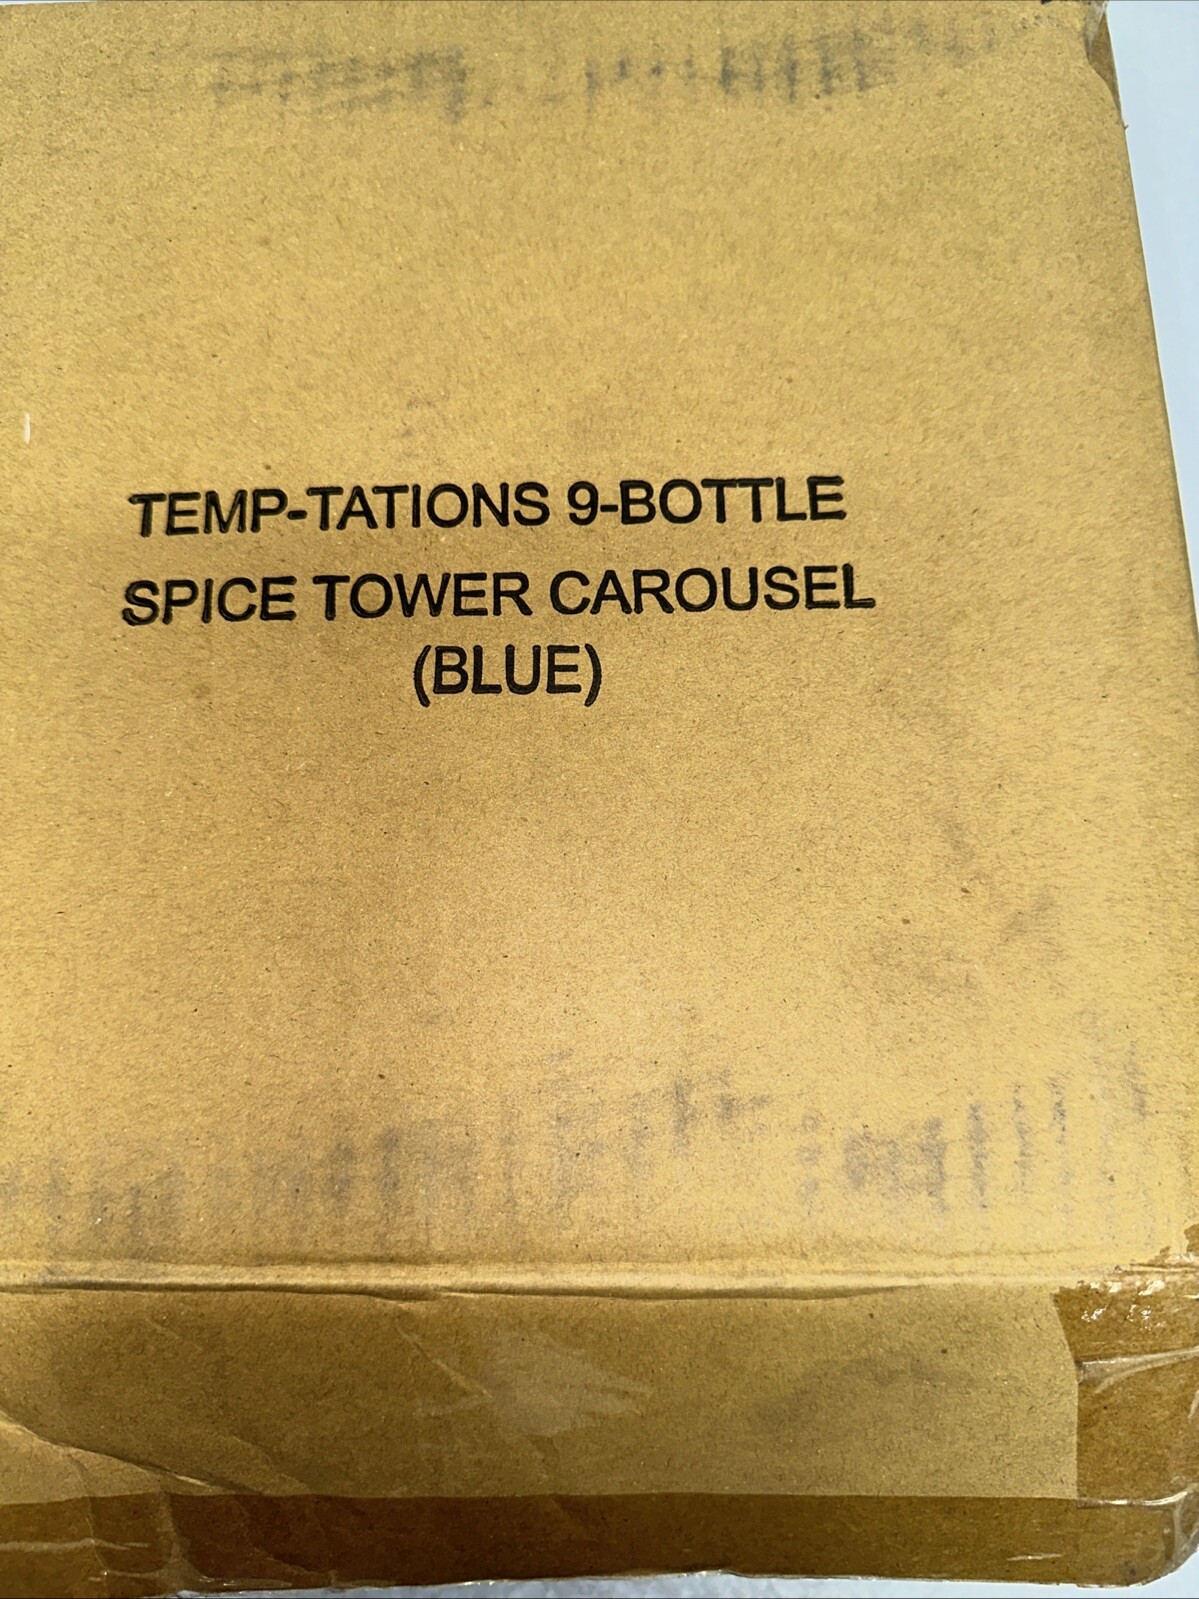 TEMP-TATIONS 9-BOTTLE
SPICE TOWER CAROUSEL
(BLUE)